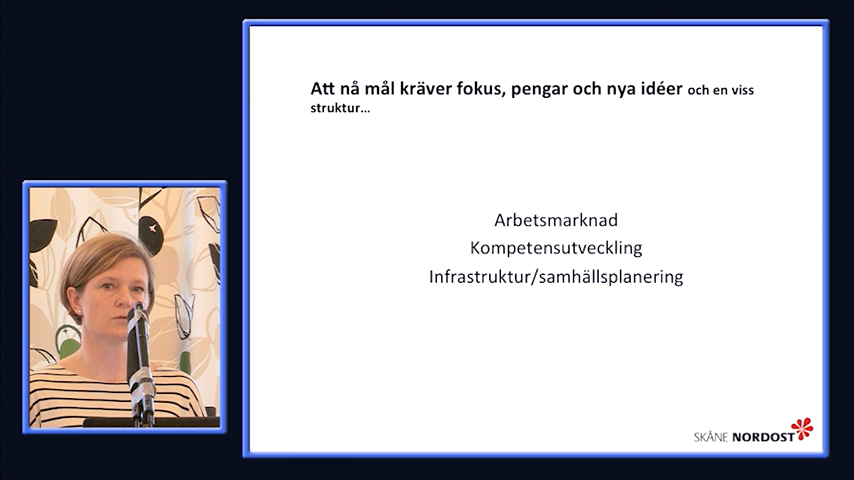 Att nå mål kräver fokus, pengar och nya idéer och en viss
struktur...
Arbetsmarknad
Kompetensutveckling
Infrastruktur/samhällsplanering
SKÅNE NORDOST